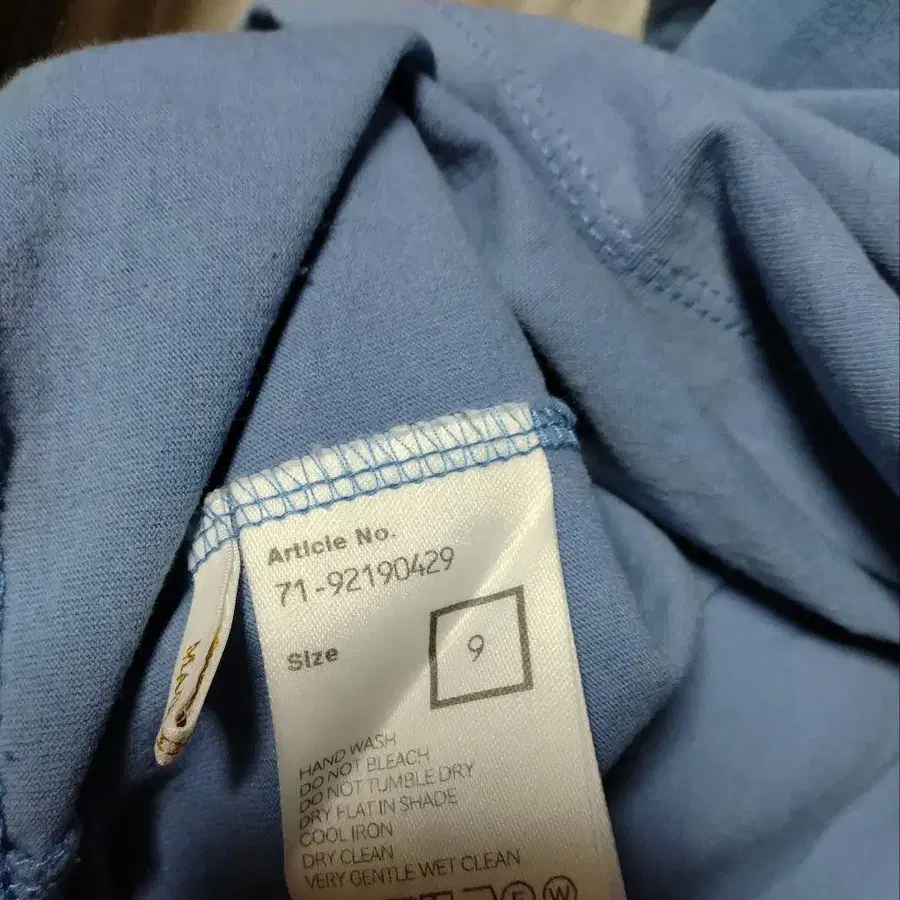 Article No.
71-92190429
Size
9
HAND WASH
DO NOT BLEACH
DO NOT TUMBLE DRY
DRY FLAT IN SHADE
COOL IRON
DRY CLEAN
VERY GENTLE WET CLEAN
W